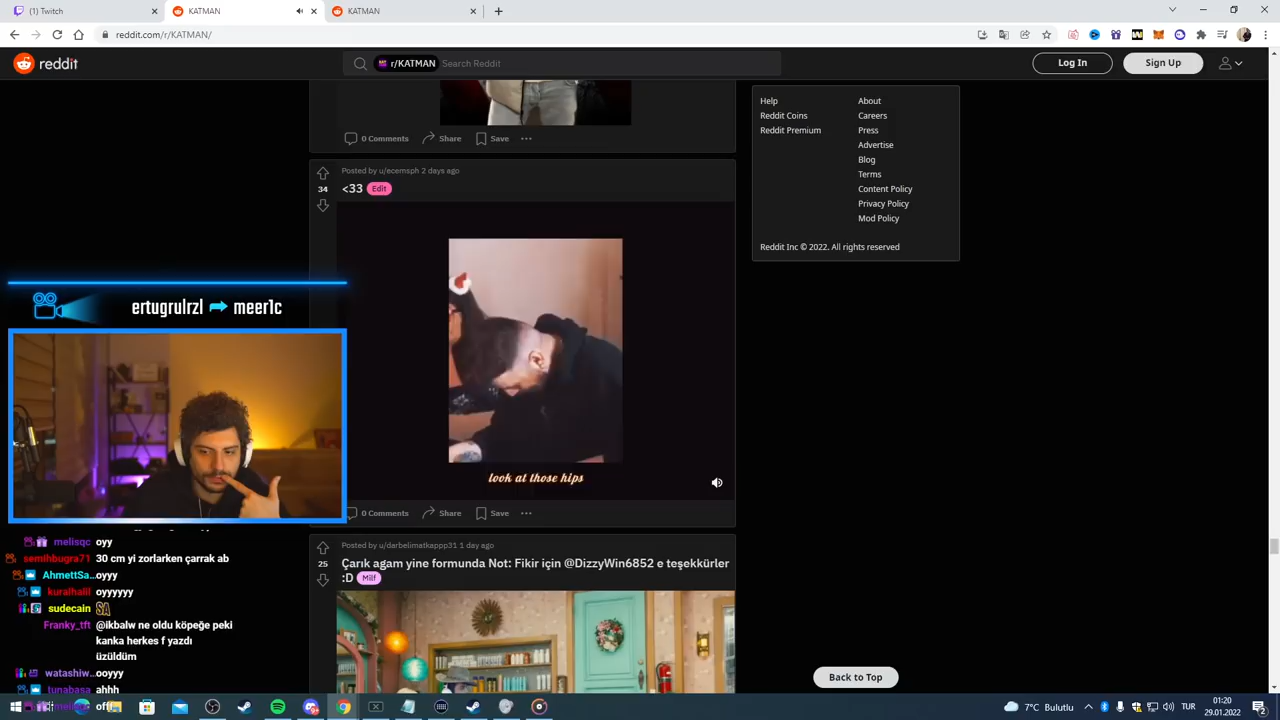 (1) Twitch
KATMAN
KATMAN
reddit.com/r/KATMAN/
reddit
r/KATMAN
Search Reddit
Log In
Sign Up
0 Comments
Share
Save
Help
About
Reddit Coins
Careers
Reddit Premium
Press
Advertise
Blog
Terms
Content Policy
Privacy Policy
Mod Policy
Reddit Inc © 2022. All rights reserved
Posted by u/ecemsph 2 days ago
34
<33 Edit
look at those hips
0 Comments
Share
Save
Posted by u/darbelimatkappp31 1 day ago
25
Çarık agam yine formunda Not: Fikir için @DizzyWin6852 e teşekkürler
:D Milf
Back to Top
ertugrulrzl
meer1c
melisqc oyy
semihbugra71 30 cm yi zorlarken çarrak ab
AhmettSa... oyyy
kuralhalil oyyyyyy
sudecain SA
Franky_tft @ikbalw ne oldu köpeğe peki
kanka herkes f yazdı
üzüldüm
watashiw... ooyyy
tunabasa ahhh
7°C Bulutlu
TUR
01:20
29.01.2022
2